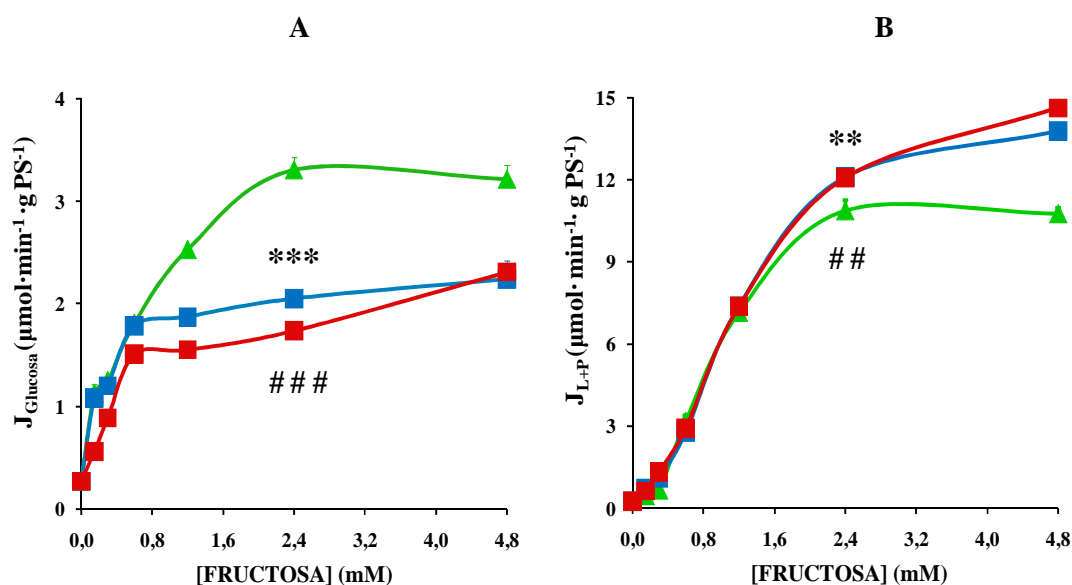 A
B
J_Glucosa (µmol·min⁻¹·g PS⁻¹)
4
3
2
1
0
***
# # #
0,0 0,8 1,6 2,4 3,2 4,0 4,8
[FRUCTOSA] (mM)
J_L+P (µmol· min⁻¹· g PS⁻¹)
15
12
9
6
3
0
**
# #
0,0 0,8 1,6 2,4 3,2 4,0 4,8
[FRUCTOSA] (mM)